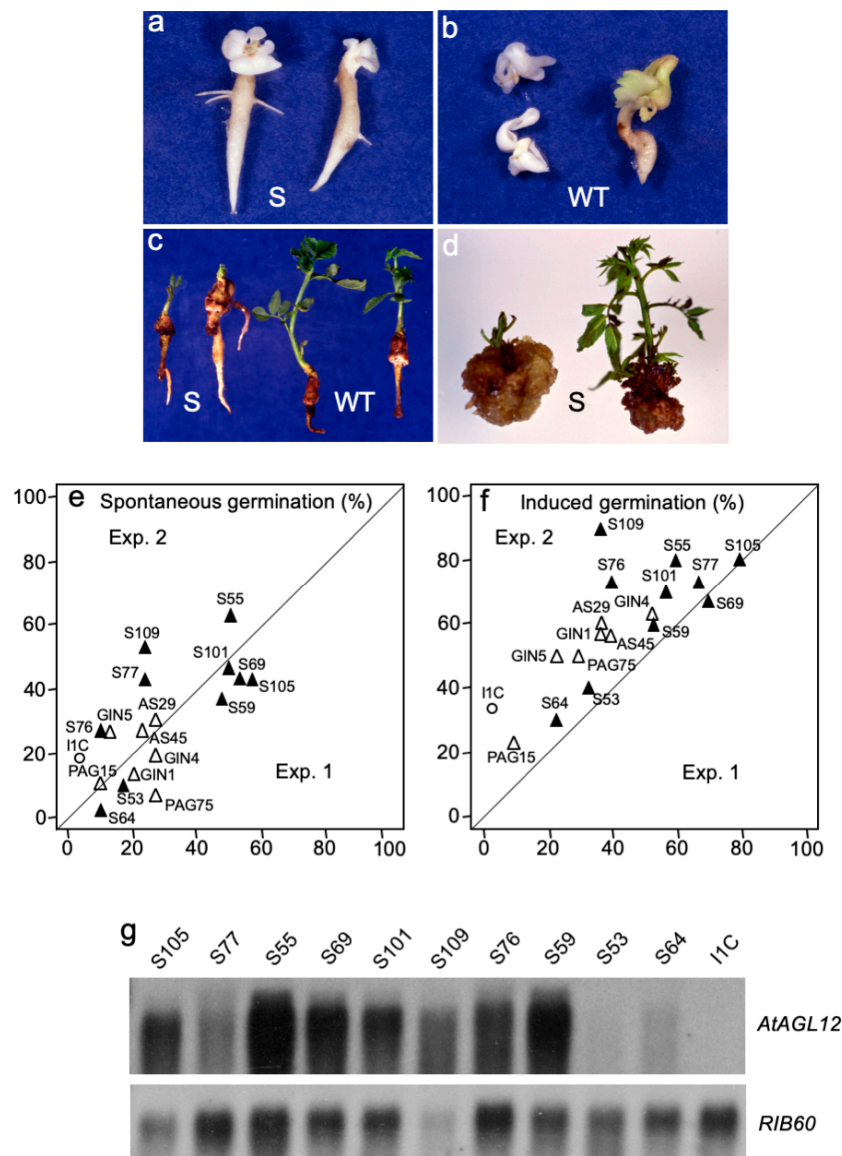 a
b
S
WT
c
d
S
WT
S
e Spontaneous germination (%)
Exp. 2
Exp. 1
100
80
60
40
20
0
0
20
40
60
80
100
S55
S109
S101
S69
S77
S105
S59
AS29
GIN5
S76
AS45
I1C
GIN4
PAG15
GIN1
S53
PAG75
S64
f Induced germination (%)
Exp. 2
Exp. 1
100
80
60
40
20
0
0
20
40
60
80
100
S109
S55
S77
S105
S76
S101
GIN4
S69
AS29
S59
GIN1
AS45
GIN5
PAG75
I1C
S64
S53
PAG15
g
S105 S77 S55 S69 S101 S109 S76 S59 S53 S64 I1C
AtAGL12
RIB60